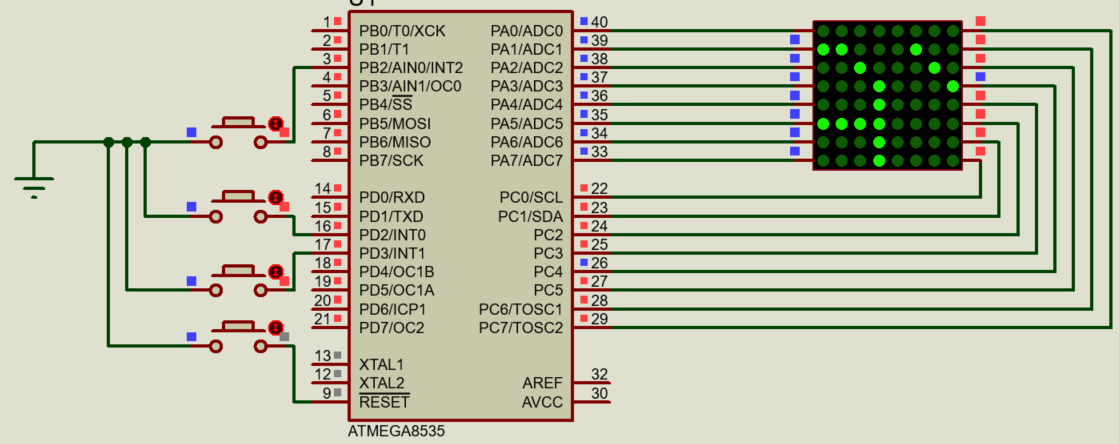 1 PB0/T0/XCK PA0/ADC0 40
2 PB1/T1 PA1/ADC1 39
3 PB2/AIN0/INT2 PA2/ADC2 38
4 PB3/AIN1/OC0 PA3/ADC3 37
5 PB4/SS PA4/ADC4 36
6 PB5/MOSI PA5/ADC5 35
7 PB6/MISO PA6/ADC6 34
8 PB7/SCK PA7/ADC7 33
14 PD0/RXD PC0/SCL 22
15 PD1/TXD PC1/SDA 23
16 PD2/INT0 PC2 24
17 PD3/INT1 PC3 25
18 PD4/OC1B PC4 26
19 PD5/OC1A PC5 27
20 PD6/ICP1 PC6/TOSC1 28
21 PD7/OC2 PC7/TOSC2 29
13 XTAL1
12 XTAL2 AREF 32
9 RESET AVCC 30
ATMEGA8535